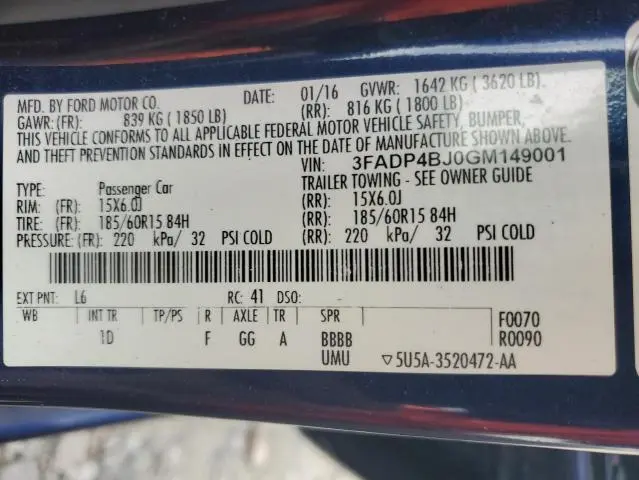 MFD. BY FORD MOTOR CO. DATE: 01/16 GVWR: 1642 KG ( 3620 LB).
GAWR: (FR): 839 KG ( 1850 LB) (RR): 816 KG ( 1800 LB)
THIS VEHICLE CONFORMS TO ALL APPLICABLE FEDERAL MOTOR VEHICLE SAFETY, BUMPER,
AND THEFT PREVENTION STANDARDS IN EFFECT ON THE DATE OF MANUFACTURE SHOWN ABOVE.
VIN: 3FADP4BJ0GM149001
TYPE: Passenger Car TRAILER TOWING - SEE OWNER GUIDE
RIM: (FR): 15X6.0J (RR): 15X6.0J
TIRE: (FR): 185/60R15 84H (RR): 185/60R15 84H
PRESSURE: (FR): 220 kPa/ 32 PSI COLD (RR): 220 kPa/ 32 PSI COLD
EXT PNT: L6 RC: 41 DSO:
WB INT TR TP/PS R AXLE TR SPR F0070
1D F GG A BBBB R0090
UMU ▽5U5A-3520472-AA